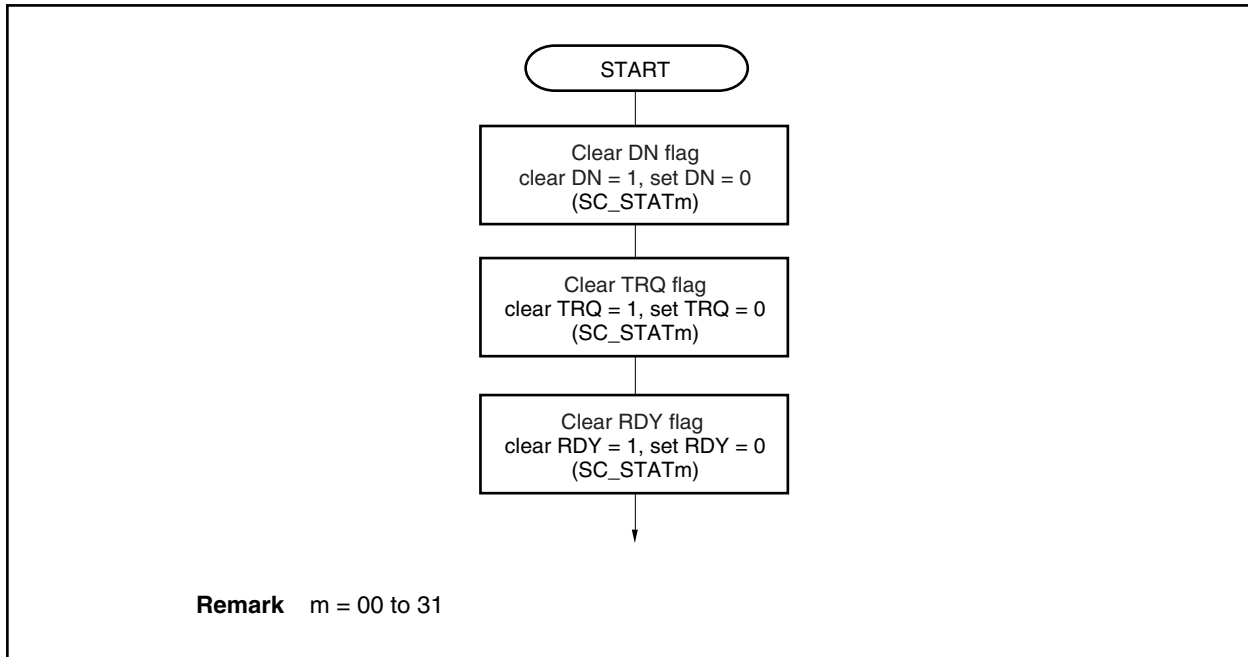 START
Clear DN flag
clear DN = 1, set DN = 0
(SC_STATm)
Clear TRQ flag
clear TRQ = 1, set TRQ = 0
(SC_STATm)
Clear RDY flag
clear RDY = 1, set RDY = 0
(SC_STATm)
Remark m = 00 to 31